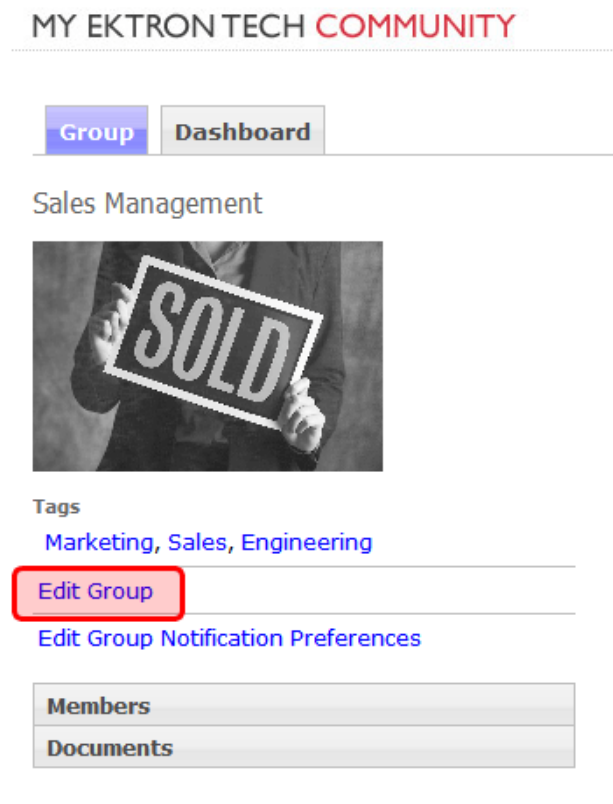 MY EKTRON TECH COMMUNITY
Group Dashboard
Sales Management
SOLD
Tags
Marketing, Sales, Engineering
Edit Group
Edit Group Notification Preferences
Members
Documents